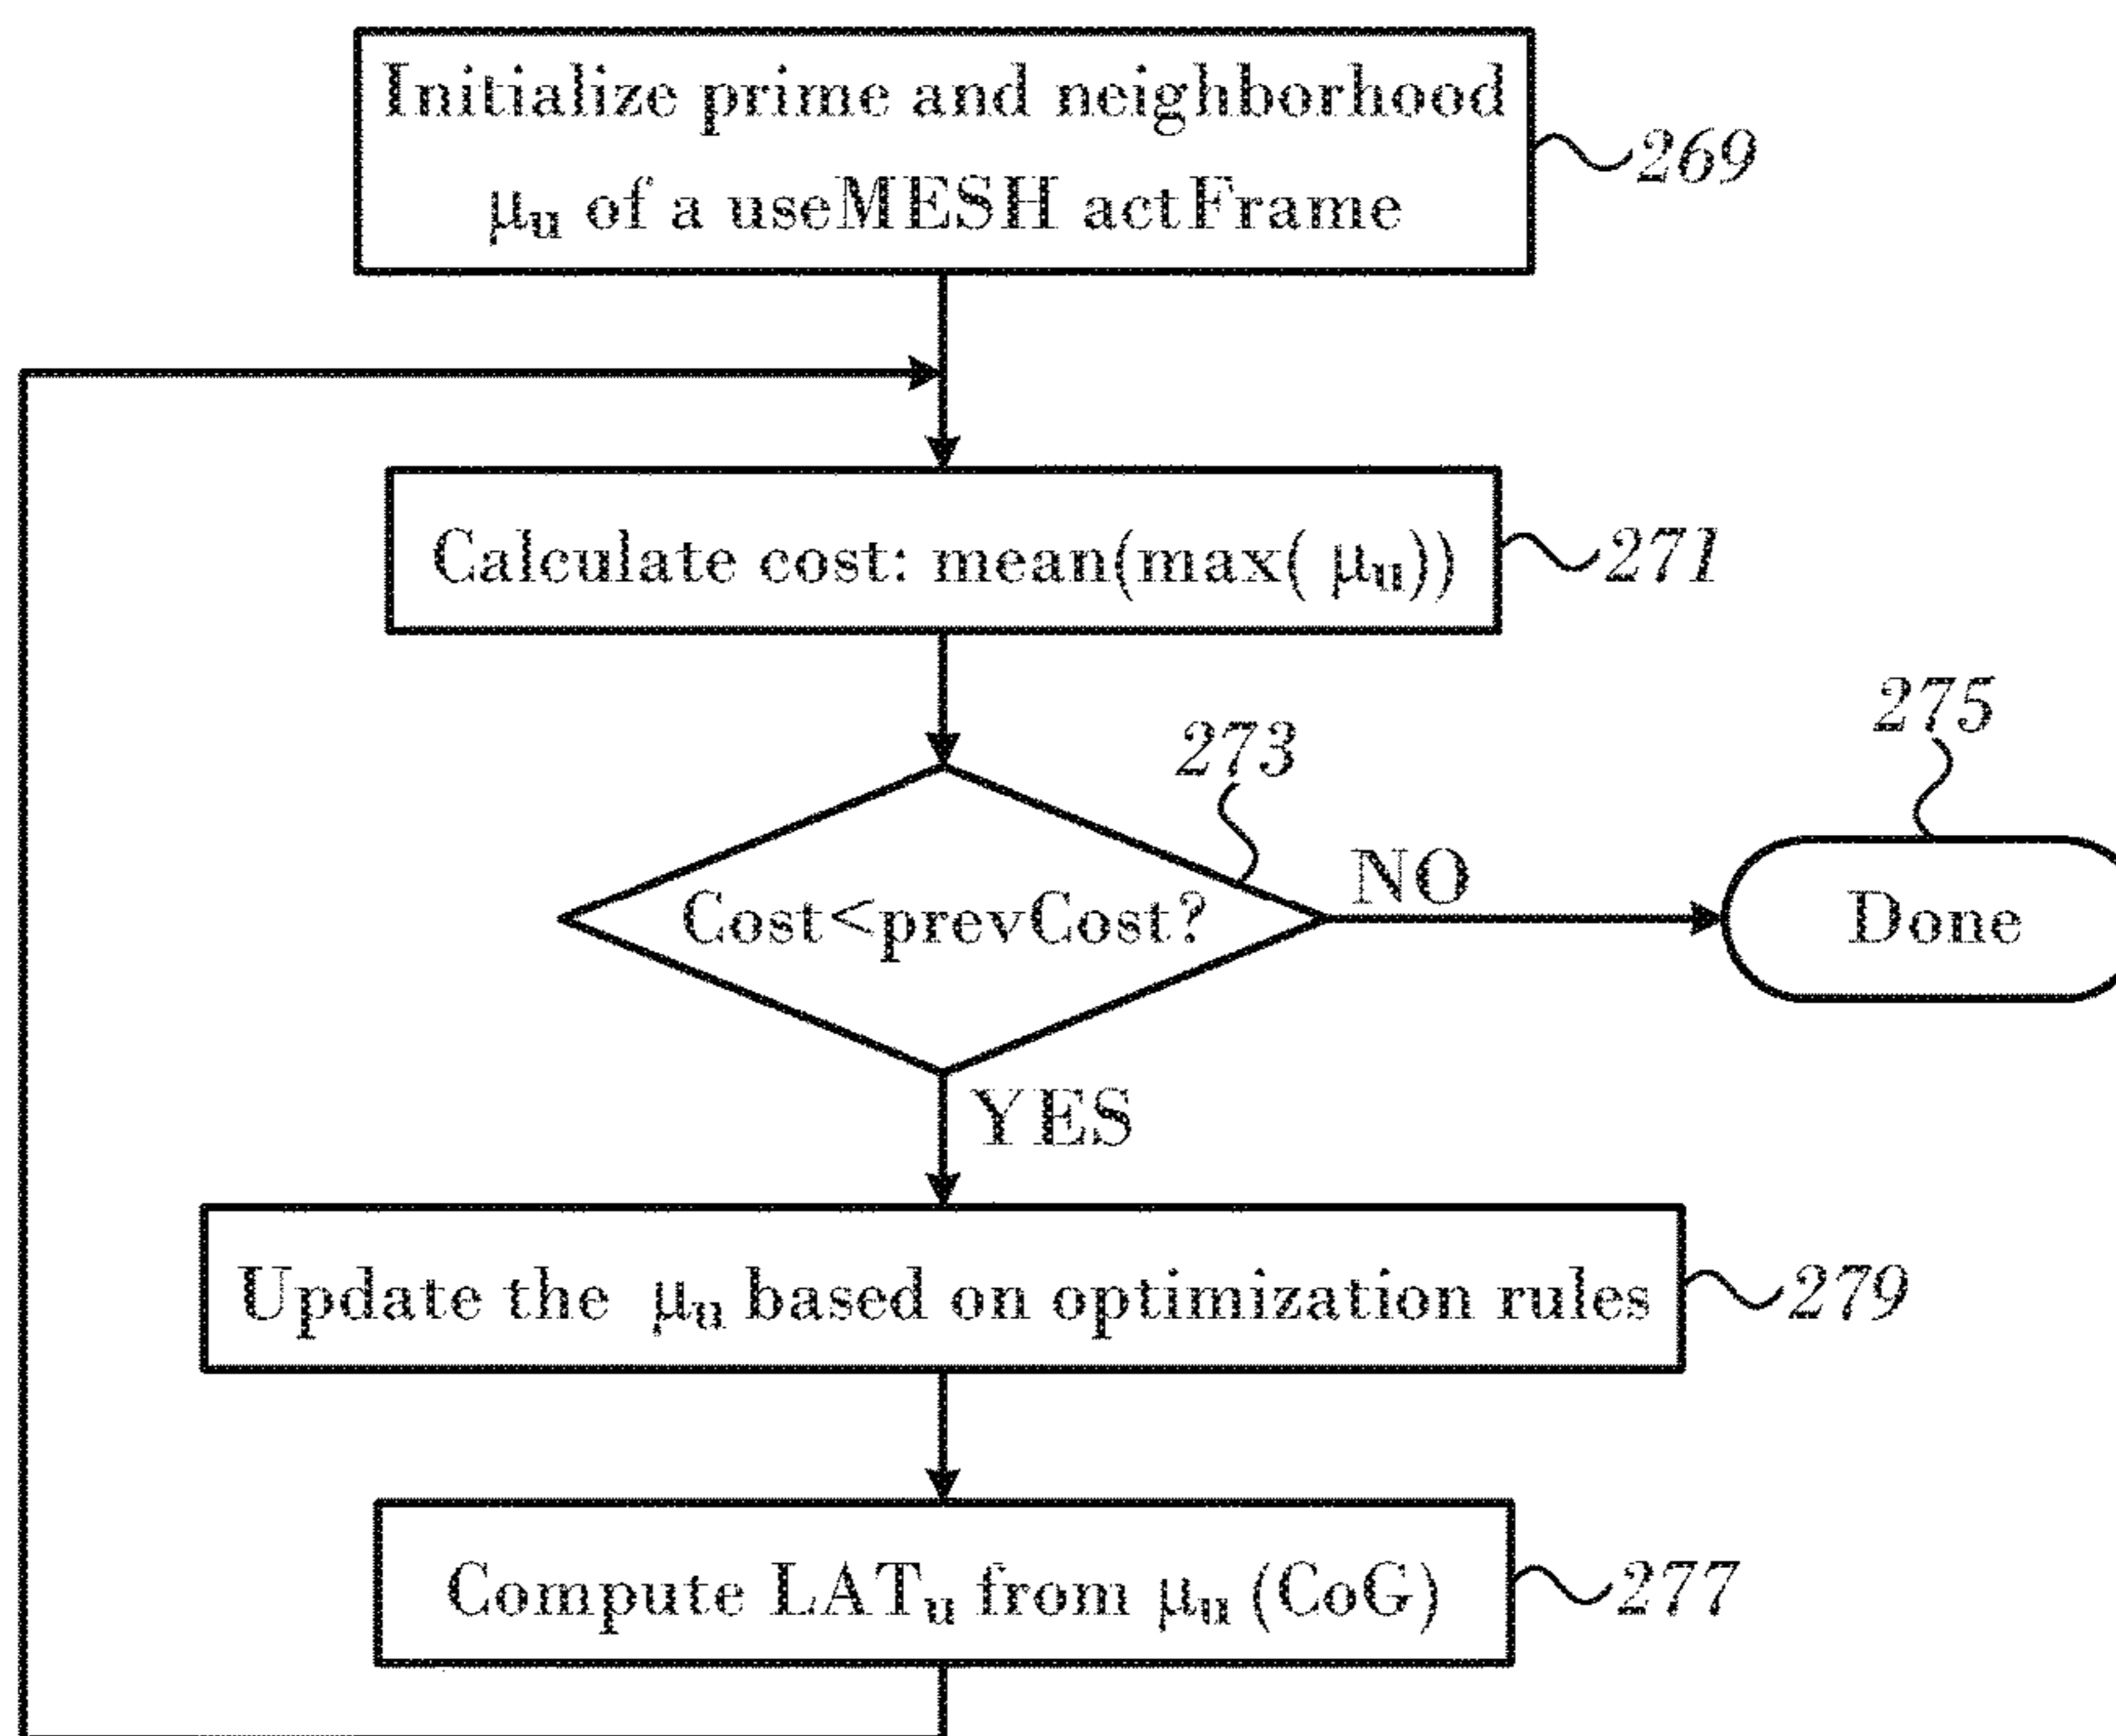 Initialize prime and neighborhood
μu of a useMESH actFrame
269
Calculate cost: mean(max( μu))
271
273
275
Cost<prevCost?
NO
Done
YES
Update the μu based on optimization rules
279
Compute LATu from μu (CoG)
277